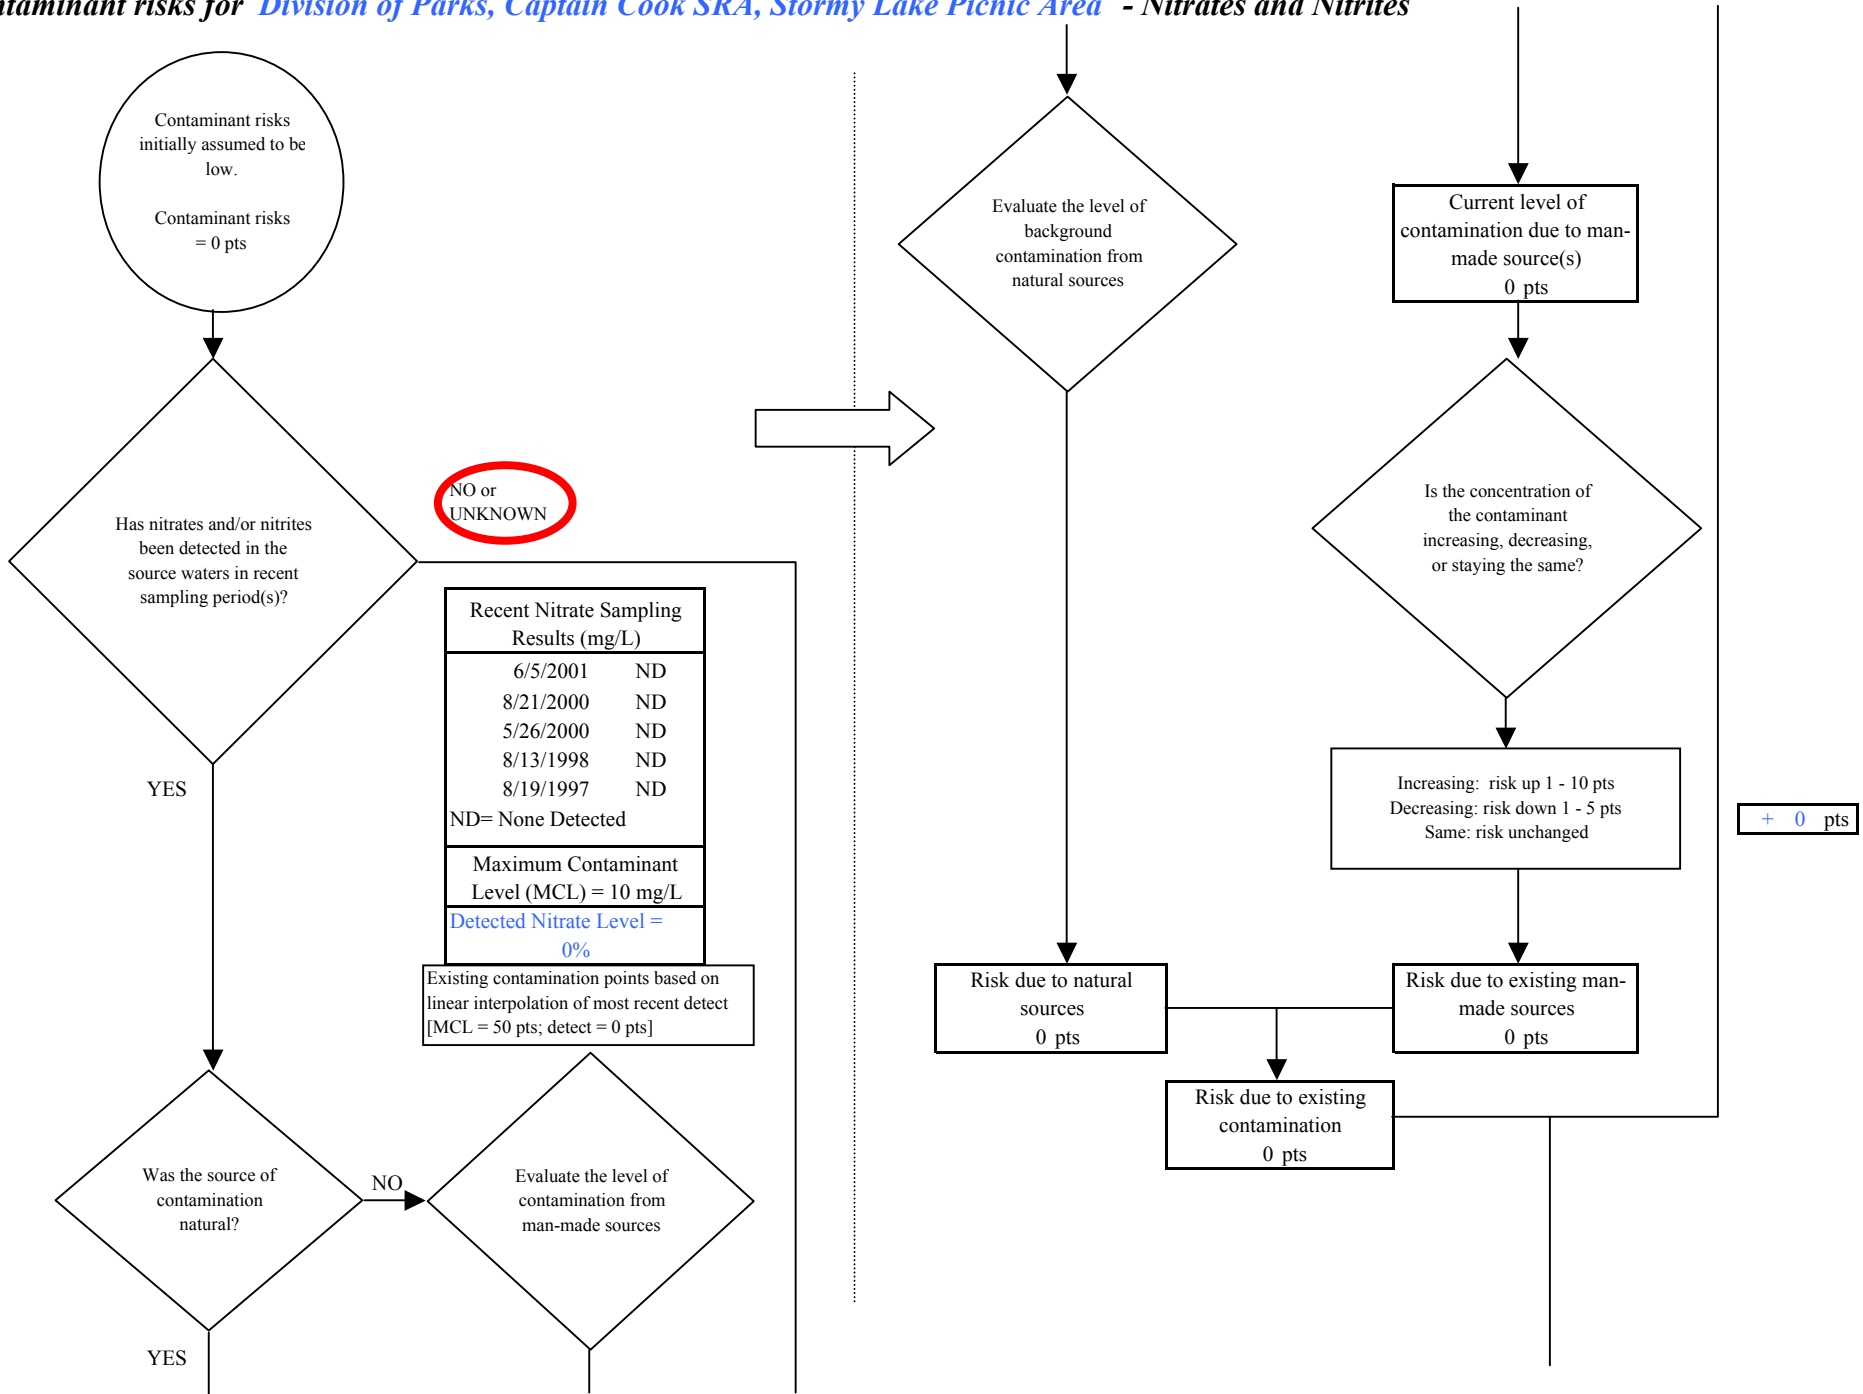 ntaminant risks for Division of Parks, Captain Cook SRA, Stormy Lake Picnic Area - Nitrates and Nitrites
Contaminant risks
initially assumed to be
low.
Contaminant risks
= 0 pts
Has nitrates and/or nitrites
been detected in the
source waters in recent
sampling period(s)?
NO or
UNKNOWN
YES
Recent Nitrate Sampling
Results (mg/L)
6/5/2001 ND
8/21/2000 ND
5/26/2000 ND
8/13/1998 ND
8/19/1997 ND
ND= None Detected
Maximum Contaminant
Level (MCL) = 10 mg/L
Detected Nitrate Level =
0%
Existing contamination points based on
linear interpolation of most recent detect
[MCL = 50 pts; detect = 0 pts]
Was the source of
contamination
natural?
NO
YES
Evaluate the level of
contamination from
man-made sources
Evaluate the level of
background
contamination from
natural sources
Current level of
contamination due to man-
made source(s)
0 pts
Is the concentration of
the contaminant
increasing, decreasing,
or staying the same?
Increasing: risk up 1 - 10 pts
Decreasing: risk down 1 - 5 pts
Same: risk unchanged
+ 0 pts
Risk due to natural
sources
0 pts
Risk due to existing man-
made sources
0 pts
Risk due to existing
contamination
0 pts